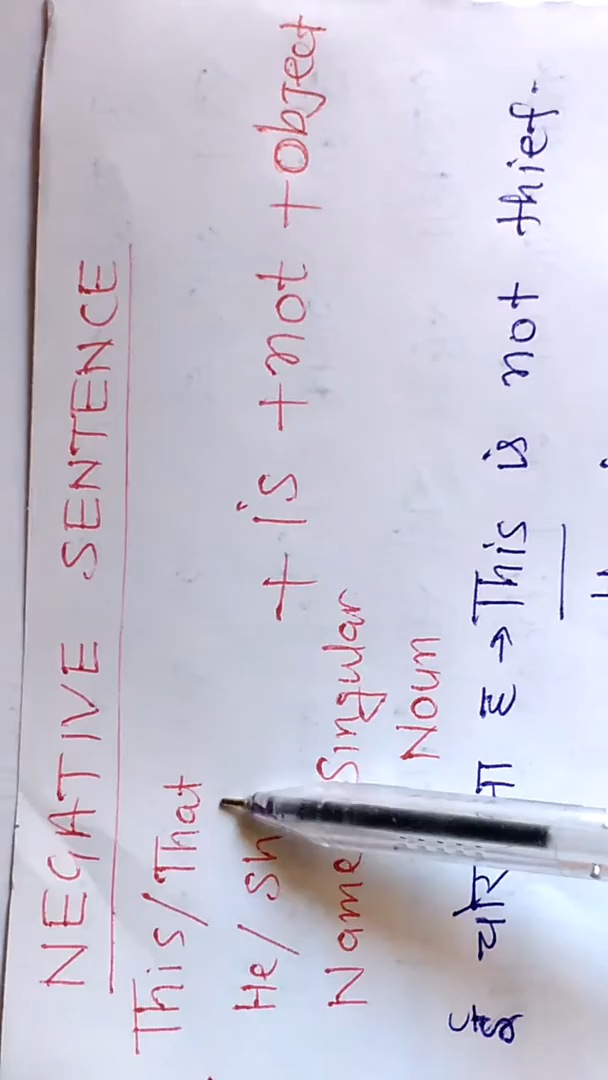 NEGATIVE SENTENCE
This/That
He/ Sh + is + not + object
Name Singular
Noun
चोर → This is not thief.